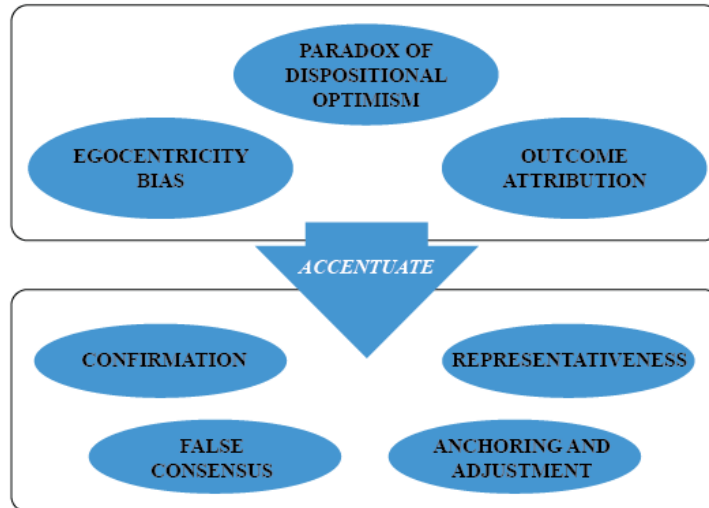 PARADOX OF
DISPOSITIONAL
OPTIMISM
EGOCENTRICITY
BIAS
OUTCOME
ATTRIBUTION
ACCENTUATE
CONFIRMATION
REPRESENTATIVENESS
FALSE
CONSENSUS
ANCHORING AND
ADJUSTMENT